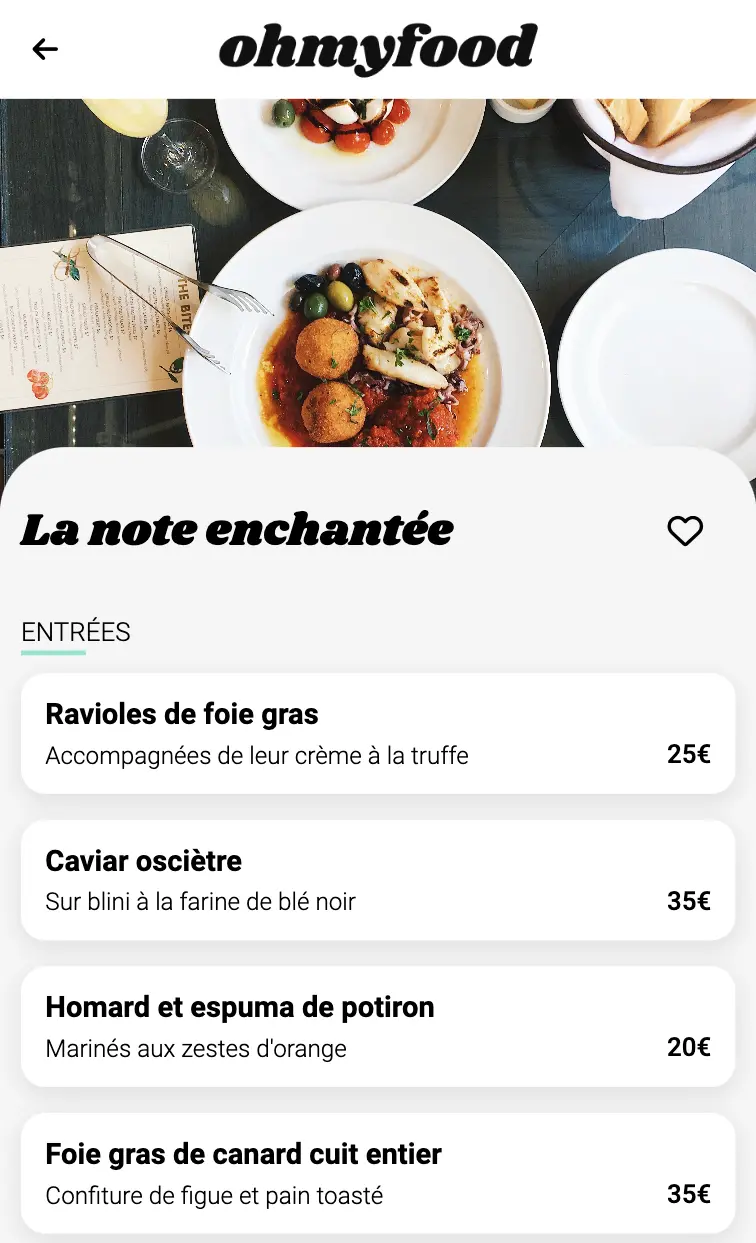 ohmyfood
THE BITE
La note enchantée
ENTRÉES
Ravioles de foie gras
Accompagnées de leur crème à la truffe
25€
Caviar osciètre
Sur blini à la farine de blé noir
35€
Homard et espuma de potiron
Marinés aux zestes d'orange
20€
Foie gras de canard cuit entier
Confiture de figue et pain toasté
35€